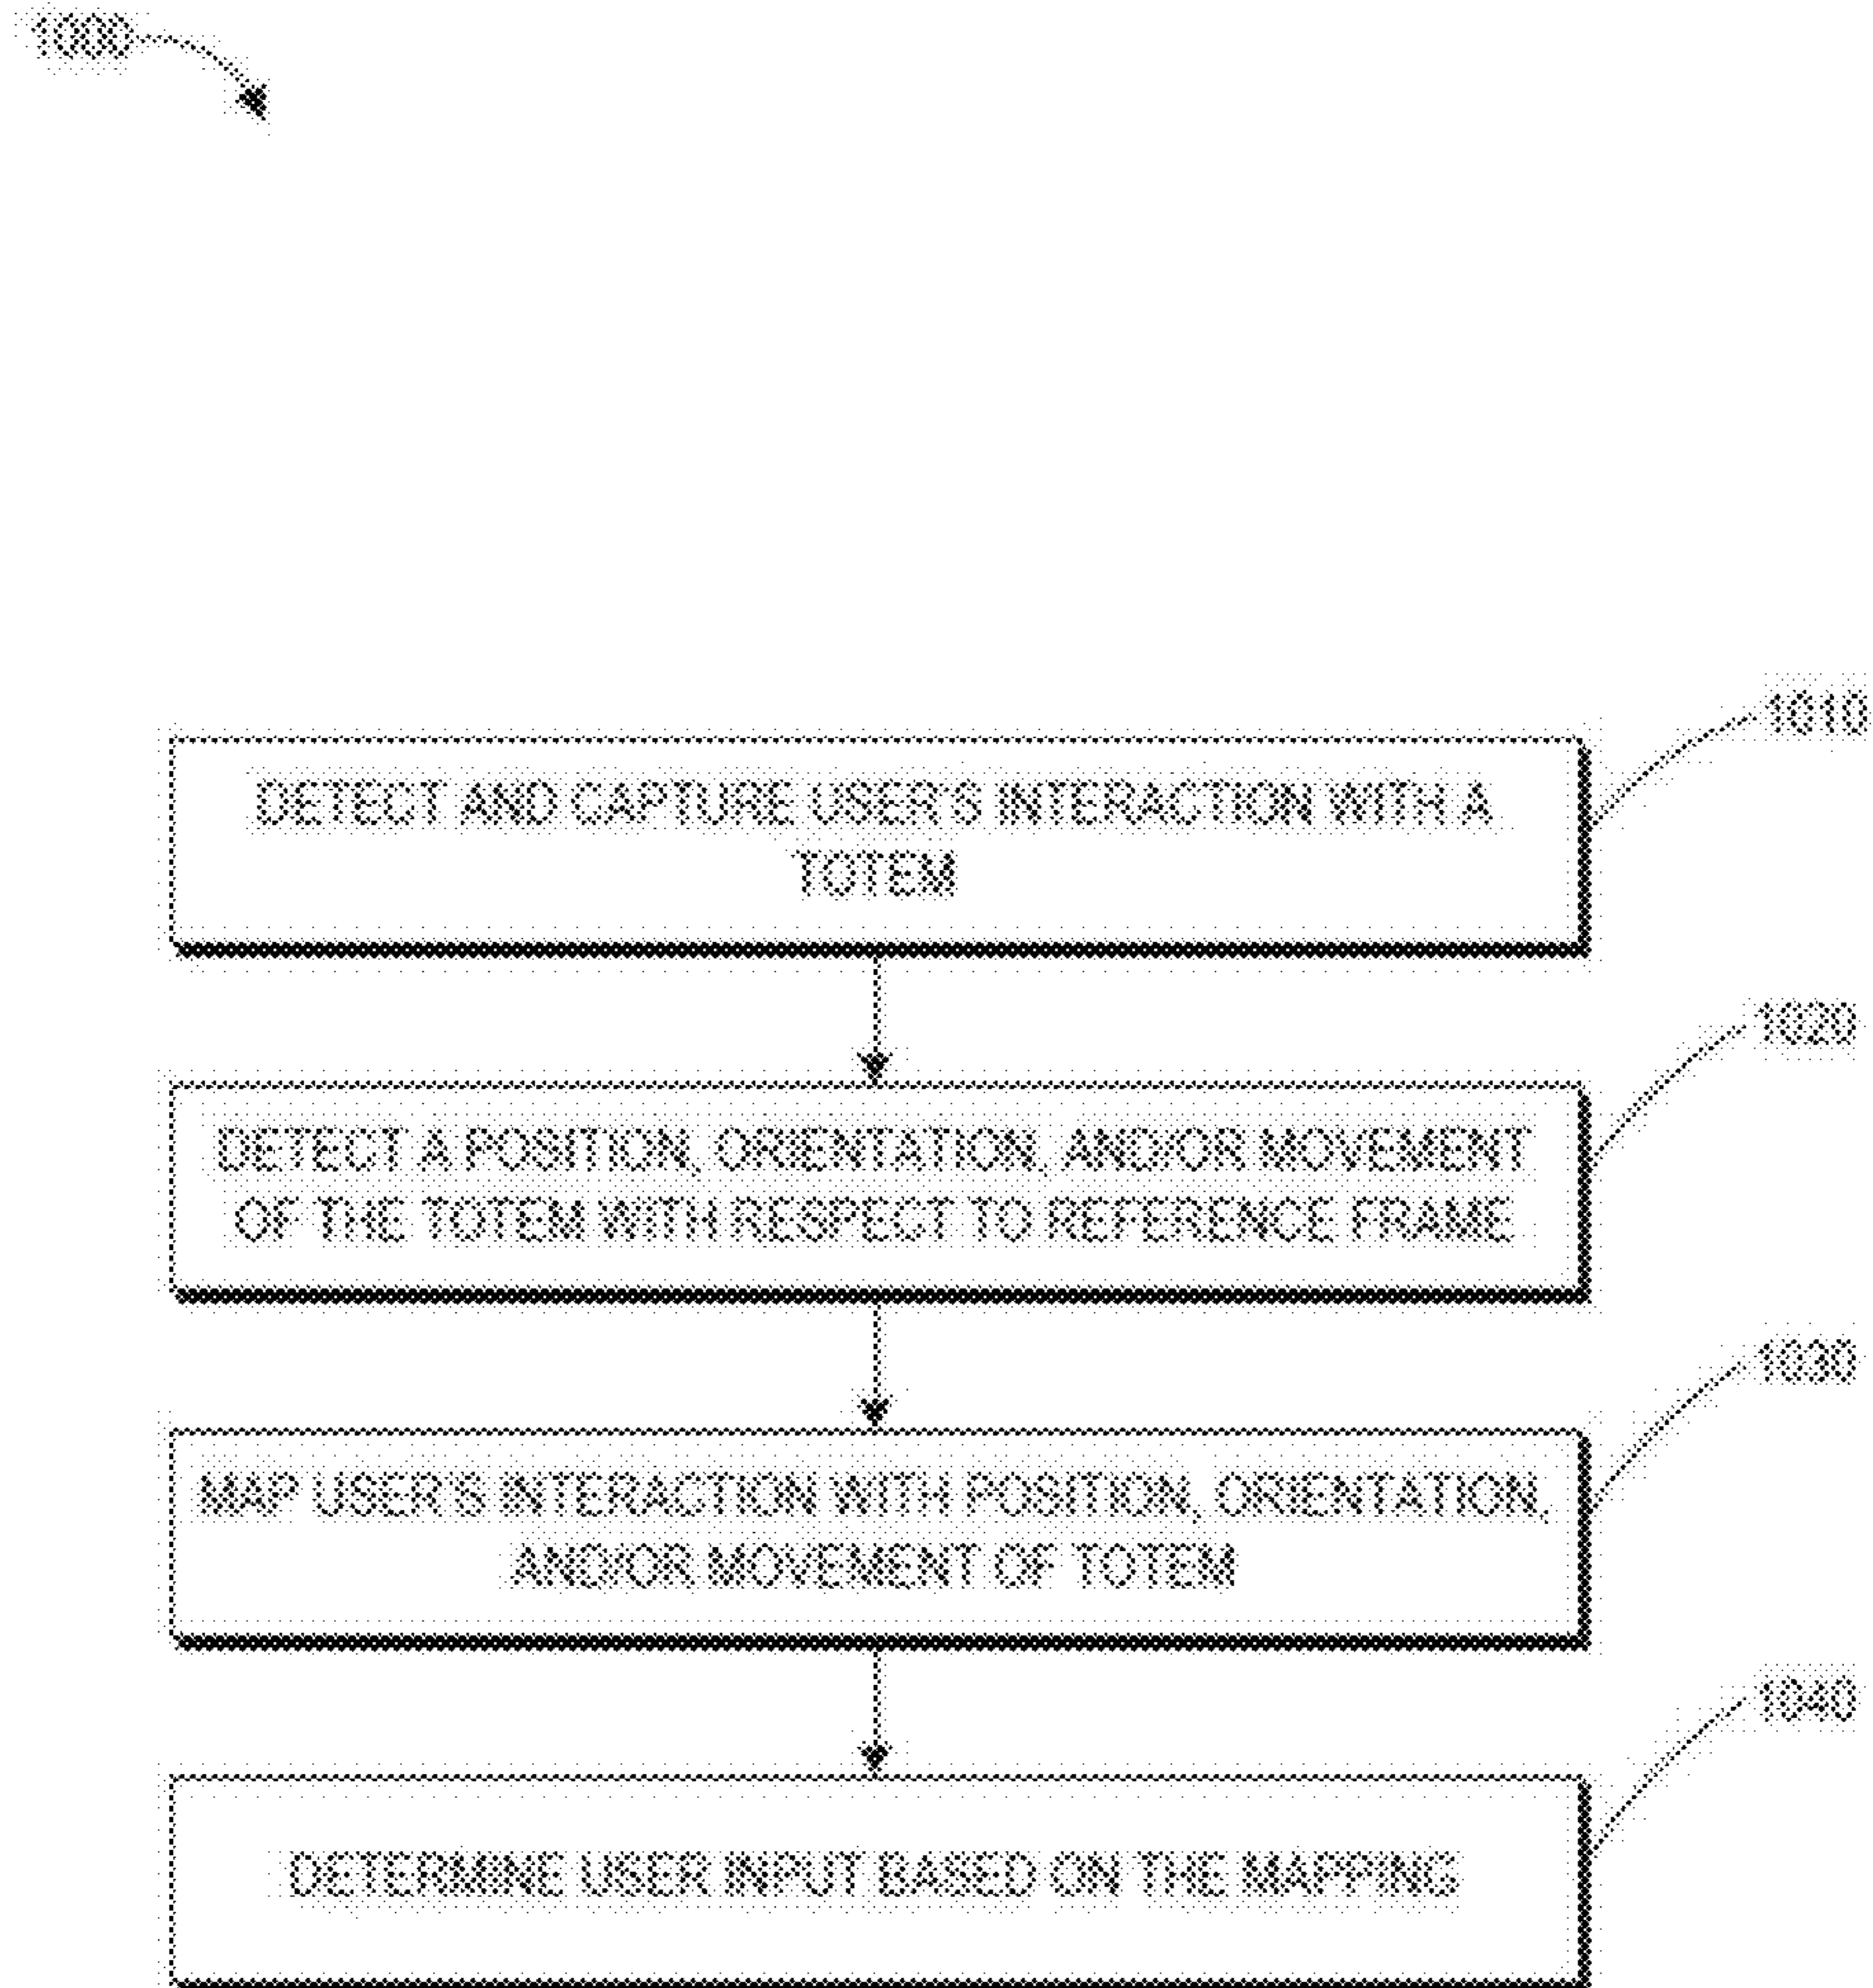 1000
1010
DETECT AND CAPTURE USER'S INTERACTION WITH A
TOTEM
1020
DETECT A POSITION, ORIENTATION, AND/OR MOVEMENT
OF THE TOTEM WITH RESPECT TO REFERENCE FRAME
1030
MAP USER'S INTERACTION WITH POSITION, ORIENTATION,
AND/OR MOVEMENT OF TOTEM
1040
DETERMINE USER INPUT BASED ON THE MAPPING